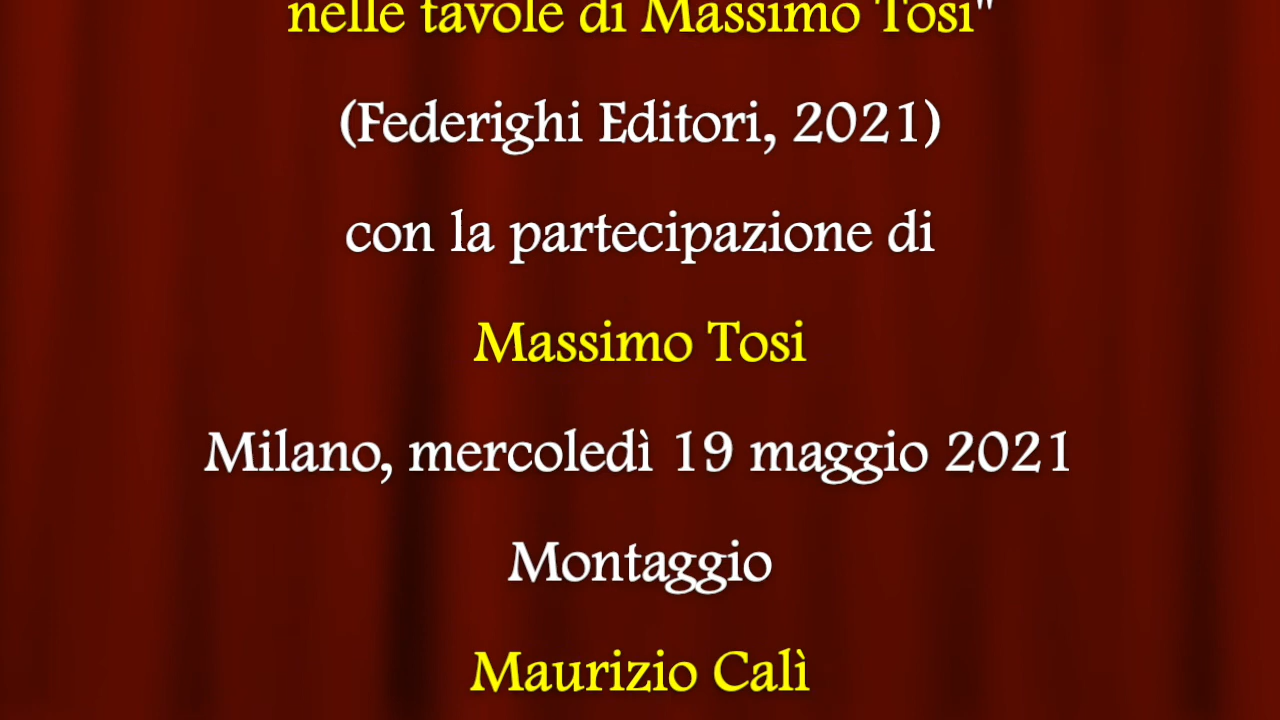 nelle tavole di Massimo Tosi"
(Federighi Editori, 2021)
con la partecipazione di
Massimo Tosi
Milano, mercoledì 19 maggio 2021
Montaggio
Maurizio Calì